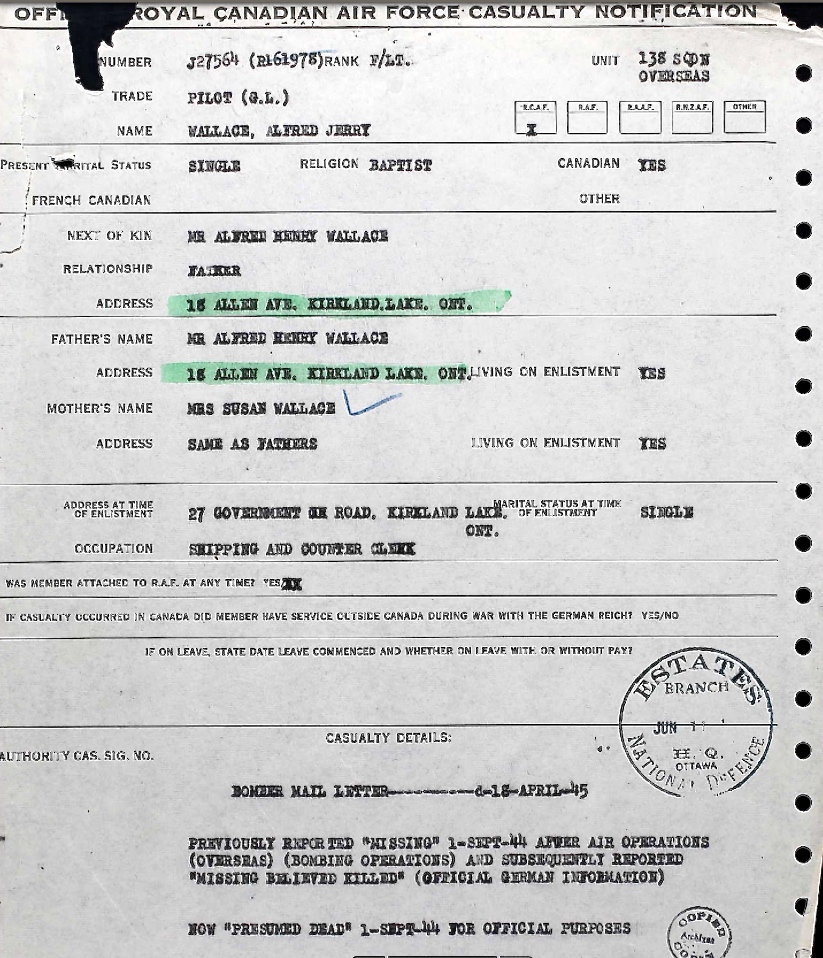 ROYAL CANADIAN AIR FORCE CASUALTY NOTIFICATION
NUMBER J27564 (R161978) RANK F/LT. UNIT 138 SQDN
OVERSEAS
TRADE PILOT (G.L.)
R.C.A.F. R.A.F. R.A.A.F. R.N.Z.A.F. OTHER
NAME WALLACE, ALFRED JERRY X
PRESENT MARITAL STATUS SINGLE RELIGION BAPTIST CANADIAN YES
FRENCH CANADIAN OTHER
NEXT OF KIN MR ALFRED HENRY WALLACE
RELATIONSHIP FATHER
ADDRESS 18 ALLEN AVE. KIRKLAND LAKE. ONT.
FATHER'S NAME MR ALFRED HENRY WALLACE
ADDRESS 18 ALLEN AVE. KIRKLAND LAKE. ONT. LIVING ON ENLISTMENT YES
MOTHER'S NAME MRS SUSAN WALLACE
ADDRESS SAME AS FATHERS LIVING ON ENLISTMENT YES
ADDRESS AT TIME OF ENLISTMENT 27 GOVERNMENT ROAD, KIRKLAND LAKE, ONT. MARITAL STATUS AT TIME OF ENLISTMENT SINGLE
OCCUPATION SHIPPING AND COUNTER CLERK
WAS MEMBER ATTACHED TO R.A.F. AT ANY TIME? YES
IF CASUALTY OCCURRED IN CANADA DID MEMBER HAVE SERVICE OUTSIDE CANADA DURING WAR WITH THE GERMAN REICH? YES/NO
IF ON LEAVE, STATE DATE LEAVE COMMENCED AND WHETHER ON LEAVE WITH OR WITHOUT PAY?
ESTATES
BRANCH
JUN
H. Q.
OTTAWA
NATIONAL DEFENCE
CASUALTY DETAILS:
AUTHORITY CAS. SIG. NO.
BOMBER MAIL LETTER----------d-18-APRIL-45
PREVIOUSLY REPORTED "MISSING" 1-SEPT-44 AFTER AIR OPERATIONS
(OVERSEAS) (BOMBING OPERATIONS) AND SUBSEQUENTLY REPORTED
"MISSING BELIEVED KILLED" (OFFICIAL GERMAN INFORMATION)
NOW "PRESUMED DEAD" 1-SEPT-44 FOR OFFICIAL PURPOSES
COPIED